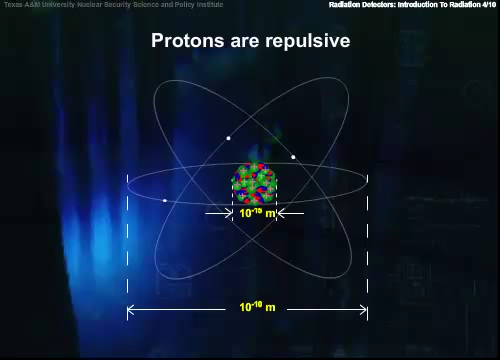 Texas A&M University Nuclear Security Science and Policy Institute
Radiation Detectors: Introduction To Radiation 4/10
Protons are repulsive
10⁻¹⁵ m
10⁻¹⁰ m